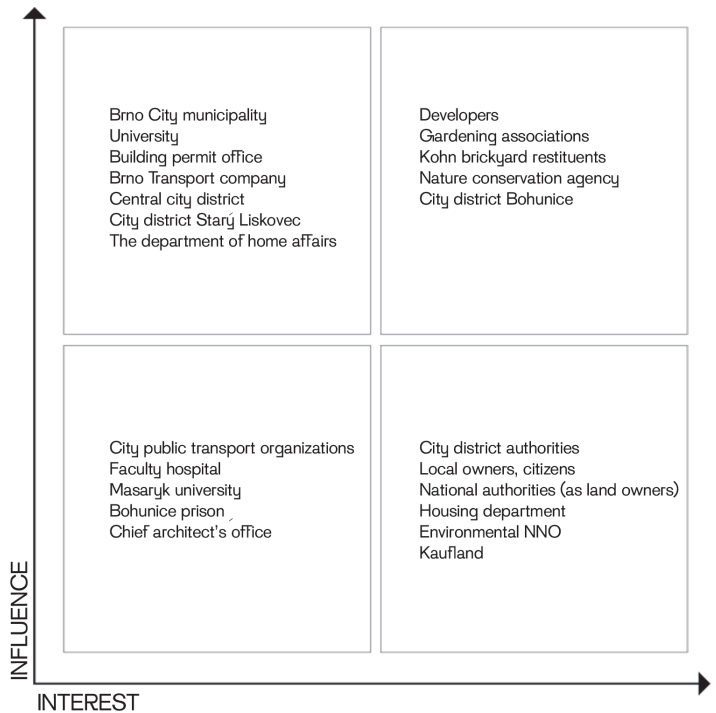 Brno City municipality
University
Building permit office
Brno Transport company
Central city district
City district Starý Liskovec
The department of home affairs
Developers
Gardening associations
Kohn brickyard restituents
Nature conservation agency
City district Bohunice
City public transport organizations
Faculty hospital
Masaryk university
Bohunice prison
Chief architect's office
City district authorities
Local owners, citizens
National authorities (as land owners)
Housing department
Environmental NNO
Kaufland
INFLUENCE
INTEREST